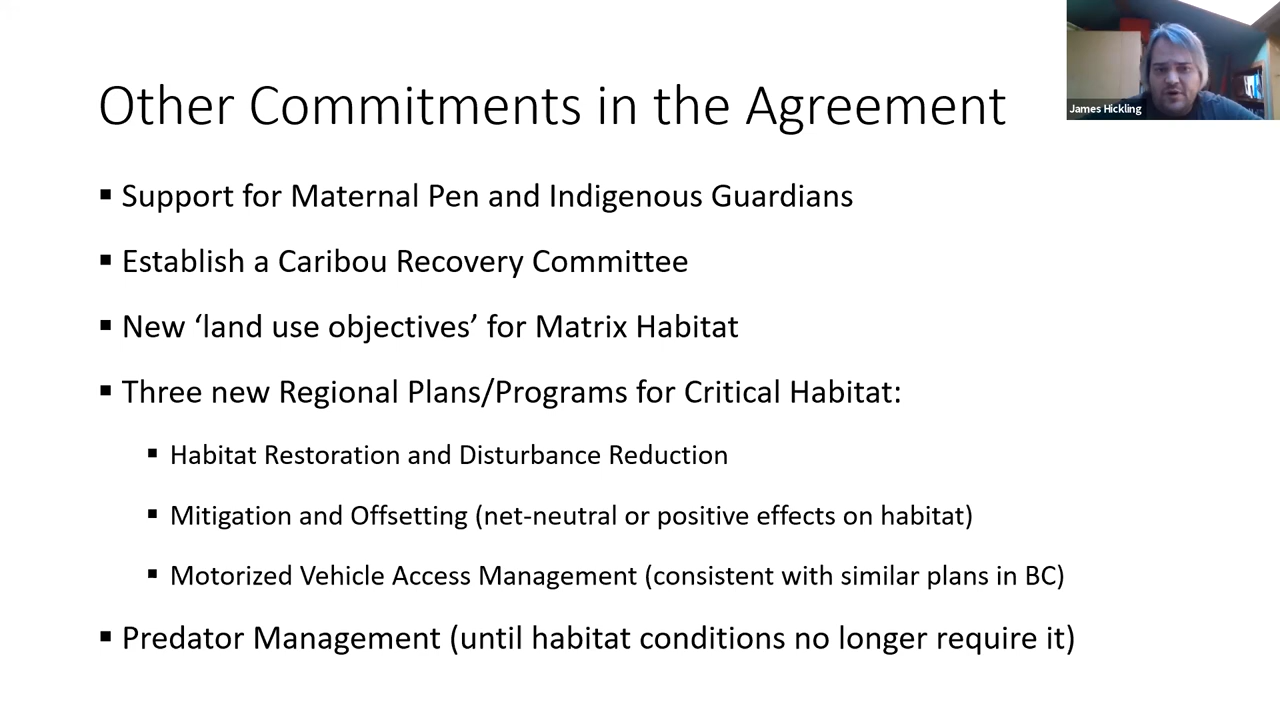 James Hickling
Other Commitments in the Agreement
▪ Support for Maternal Pen and Indigenous Guardians
▪ Establish a Caribou Recovery Committee
▪ New ‘land use objectives’ for Matrix Habitat
▪ Three new Regional Plans/Programs for Critical Habitat:
▪ Habitat Restoration and Disturbance Reduction
▪ Mitigation and Offsetting (net-neutral or positive effects on habitat)
▪ Motorized Vehicle Access Management (consistent with similar plans in BC)
▪ Predator Management (until habitat conditions no longer require it)